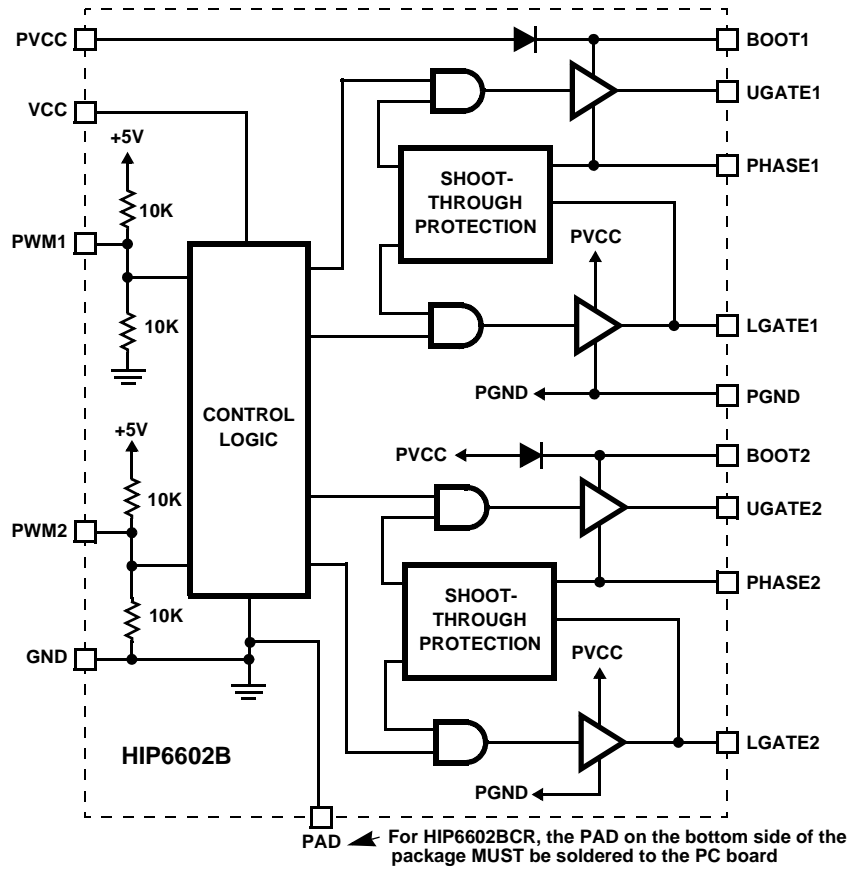 PVCC
BOOT1
UGATE1
VCC
+5V
SHOOT-
THROUGH
PROTECTION
PHASE1
10K
PWM1
PVCC
10K
LGATE1
CONTROL
LOGIC
PGND
PGND
+5V
PVCC
BOOT2
10K
UGATE2
PWM2
SHOOT-
THROUGH
PROTECTION
PHASE2
10K
GND
PVCC
HIP6602B
LGATE2
PGND
PAD
For HIP6602BCR, the PAD on the bottom side of the
package MUST be soldered to the PC board